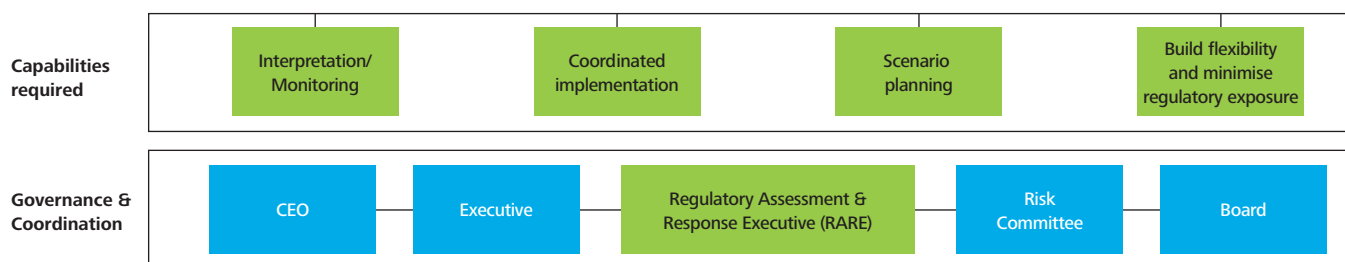 Capabilities
required
Interpretation/
Monitoring
Coordinated
implementation
Scenario
planning
Build flexibility
and minimise
regulatory exposure
Governance &
Coordination
CEO
Executive
Regulatory Assessment &
Response Executive (RARE)
Risk
Committee
Board